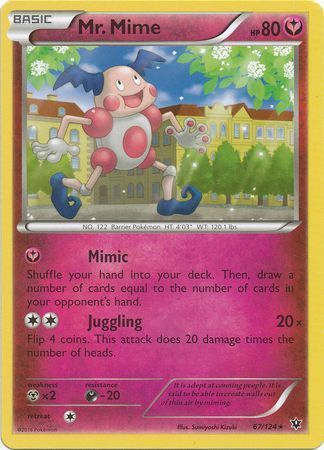 BASIC
Mr. Mime HP 80
NO. 122 Barrier Pokémon HT. 4'03" WT. 120.1 lbs.
Mimic
Shuffle your hand into your deck. Then, draw a
number of cards equal to the number of cards in
your opponent's hand.
Juggling 20×
Flip 4 coins. This attack does 20 damage times the
number of heads.
weakness resistance
×2 -20
retreat
It is adept at conning people. It is
said to be able to create walls out
of thin air by miming.
©2016 Pokémon Illus. Sumiyoshi Kizuki 67/124★